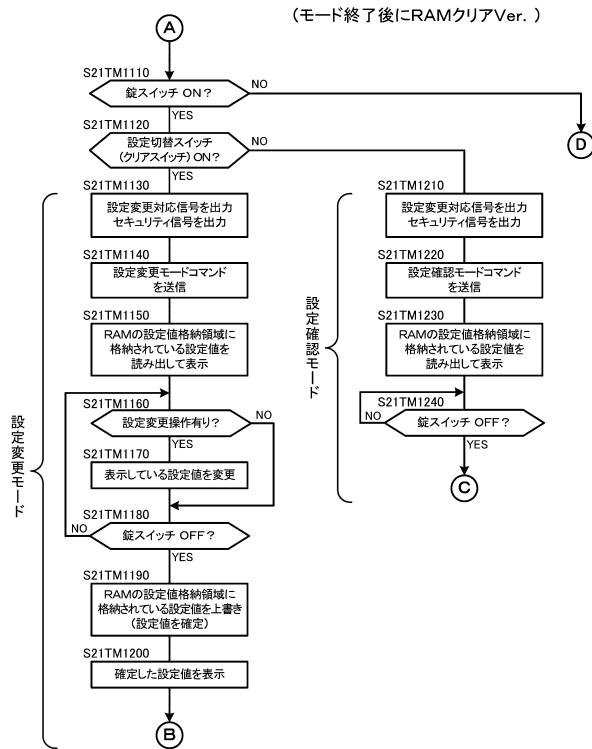 (モード終了後にRAMクリアVer. )
A
S21TM1110
錠スイッチ ON?
NO
YES
D
S21TM1120
設定切替スイッチ
(クリアスイッチ) ON?
NO
YES
設定変更モード
S21TM1130
設定変更対応信号を出力
セキュリティ信号を出力
S21TM1140
設定変更モードコマンド
を送信
S21TM1150
RAMの設定値格納領域に
格納されている設定値を
読み出して表示
S21TM1160
設定変更操作有り?
NO
YES
S21TM1170
表示している設定値を変更
S21TM1180
錠スイッチ OFF?
NO
YES
S21TM1190
RAMの設定値格納領域に
格納されている設定値を上書き
(設定値を確定)
S21TM1200
確定した設定値を表示
B
設定確認モード
S21TM1210
設定変更対応信号を出力
セキュリティ信号を出力
S21TM1220
設定確認モードコマンド
を送信
S21TM1230
RAMの設定値格納領域に
格納されている設定値を
読み出して表示
S21TM1240
錠スイッチ OFF?
NO
YES
C